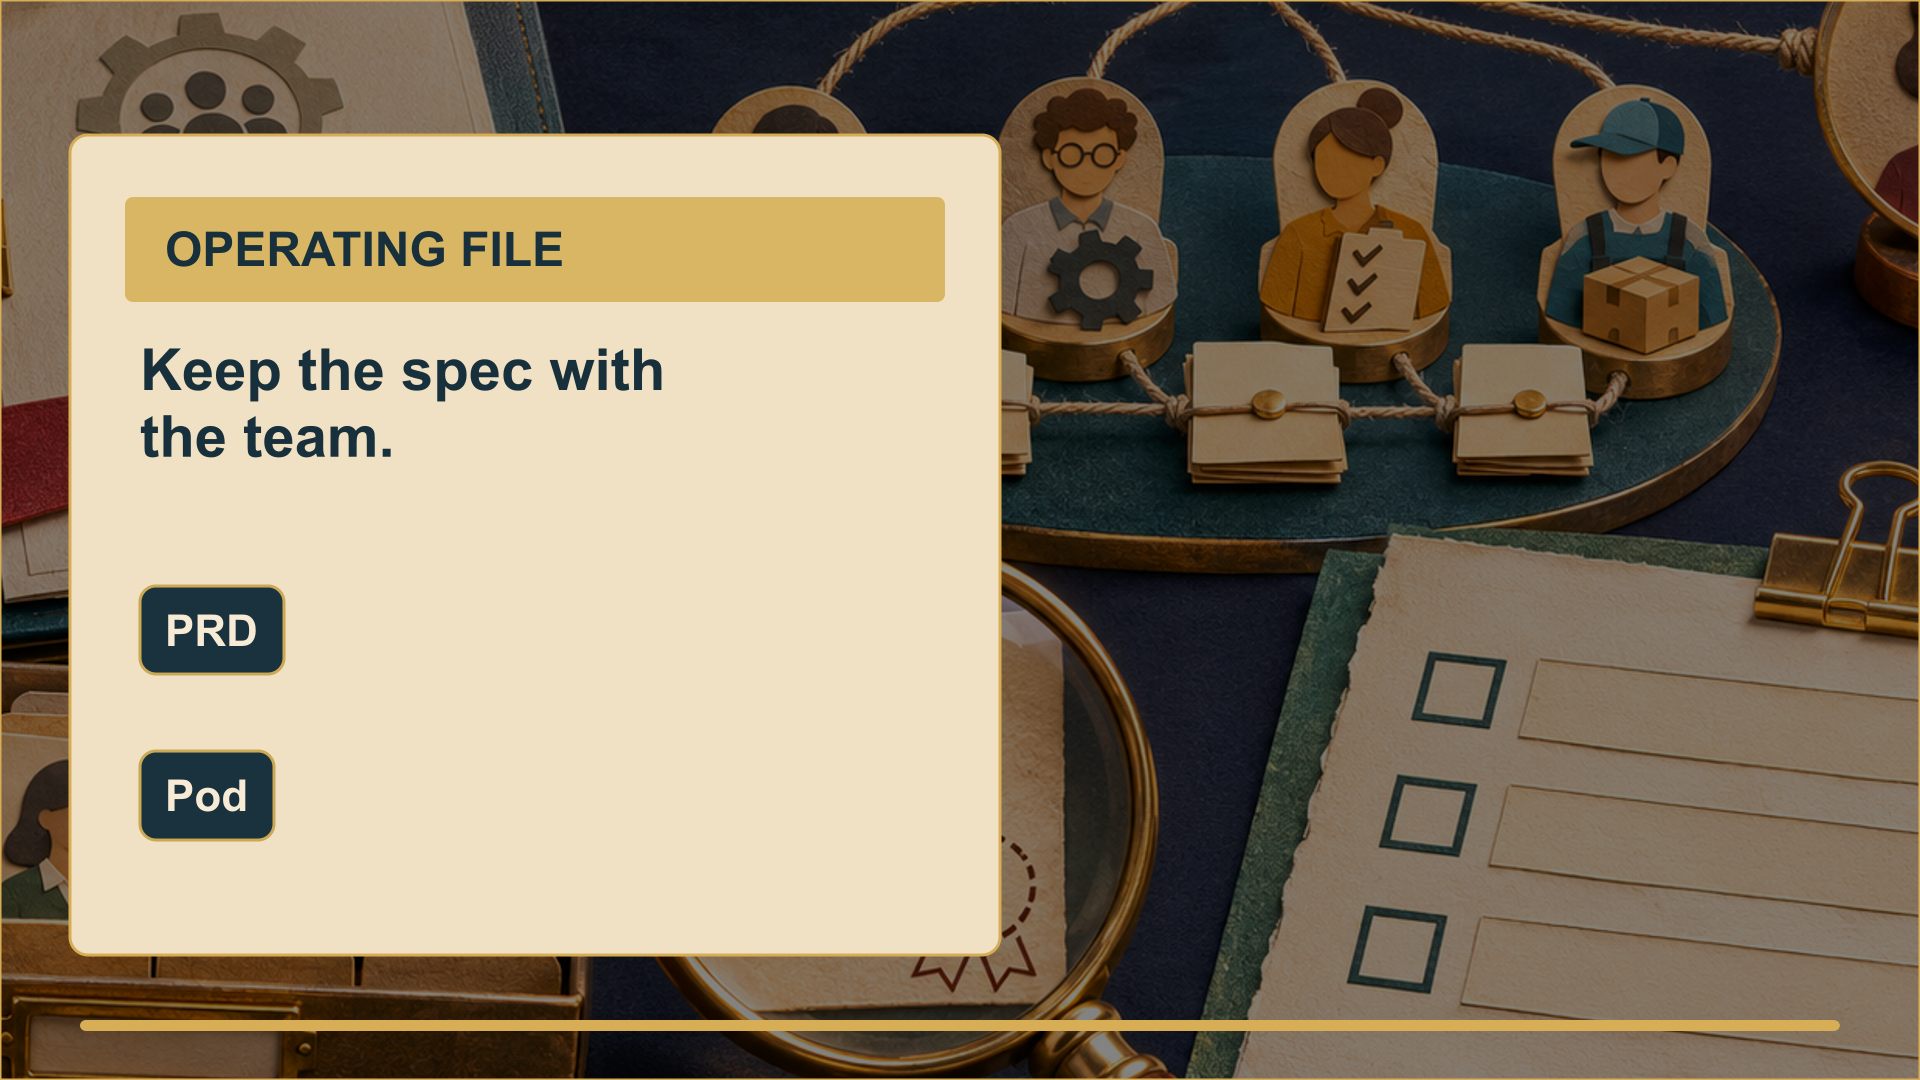 OPERATING FILE
Keep the spec with
the team.
PRD
Pod